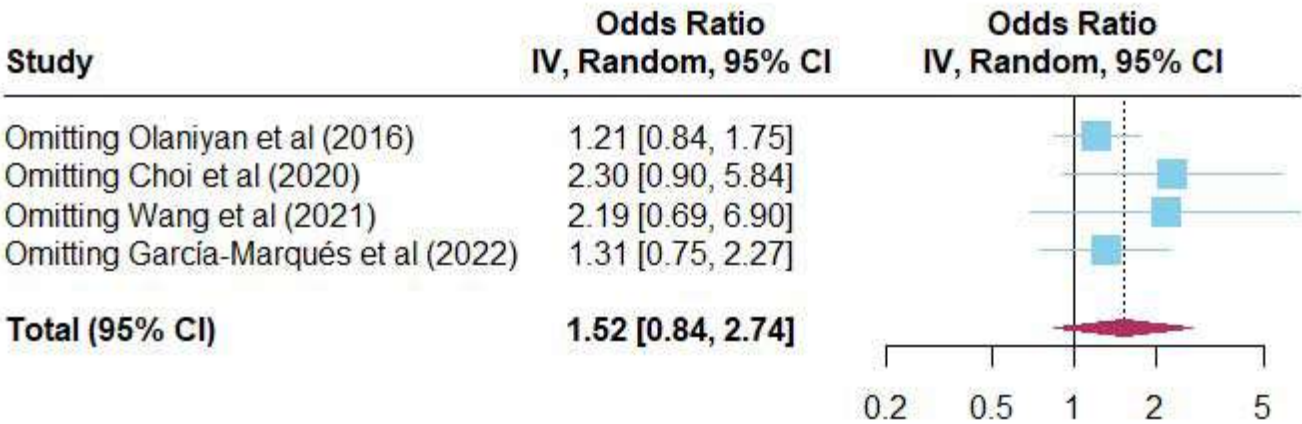 Odds Ratio Odds Ratio
Study IV, Random, 95% CI IV, Random, 95% CI
Omitting Olaniyan et al (2016) 1.21 [0.84, 1.75]
Omitting Choi et al (2020) 2.30 [0.90, 5.84]
Omitting Wang et al (2021) 2.19 [0.69, 6.90]
Omitting García-Marqués et al (2022) 1.31 [0.75, 2.27]
Total (95% CI) 1.52 [0.84, 2.74]
0.2 0.5 1 2 5